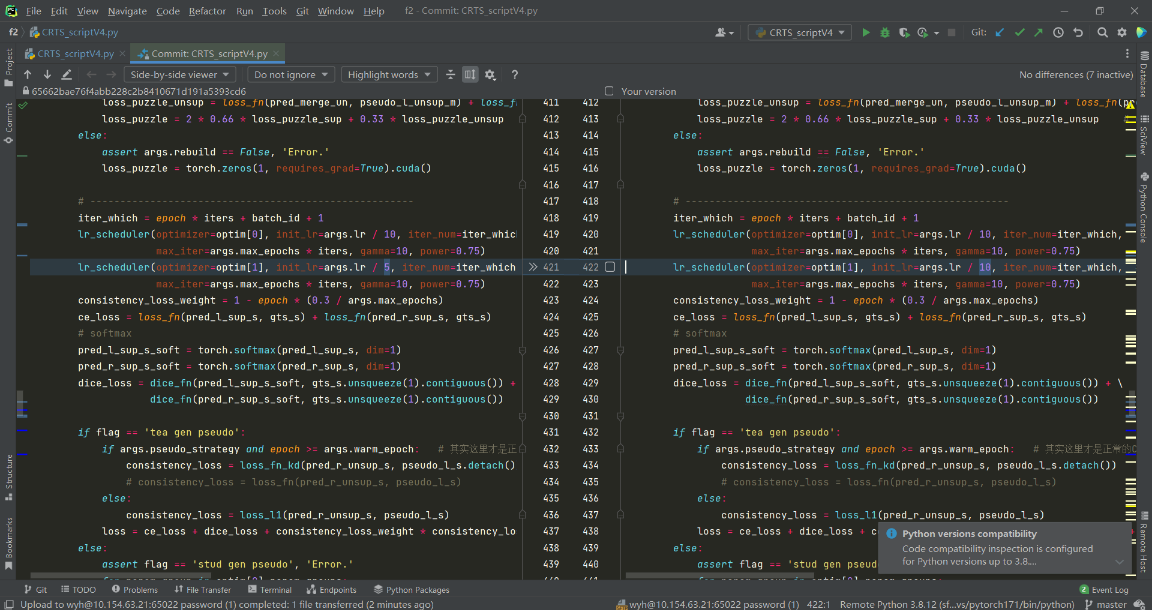 File Edit View Navigate Code Refactor Run Tools Git Window Help f2 - Commit: CRTS_scriptV4.py
f2 CRTS_scriptV4.py CRTS_scriptV4 Git:
CRTS_scriptV4.py Commit: CRTS_scriptV4.py
Side-by-side viewer Do not ignore Highlight words ? No differences (7 inactive)
65662bae76f4abb228c2b8410671d191a5393cd6 Your version
loss_puzzle_unsup = loss_fn(pred_merge_un, pseudo_l_unsup_m) + loss_f 411 412 loss_puzzle_unsup = loss_fn(pred_merge_un, pseudo_l_unsup_m) + loss_fn(pr
loss_puzzle = 2 * 0.66 * loss_puzzle_sup + 0.33 * loss_puzzle_unsup 412 413 loss_puzzle = 2 * 0.66 * loss_puzzle_sup + 0.33 * loss_puzzle_unsup
else: 413 414 else:
assert args.rebuild == False, 'Error.' 414 415 assert args.rebuild == False, 'Error.'
loss_puzzle = torch.zeros(1, requires_grad=True).cuda() 415 416 loss_puzzle = torch.zeros(1, requires_grad=True).cuda()
416 417
# ------------------------------------------------------ 417 418 # ------------------------------------------------------
iter_which = epoch * iters + batch_id + 1 418 419 iter_which = epoch * iters + batch_id + 1
lr_scheduler(optimizer=optim[0], init_lr=args.lr / 10, iter_num=iter_whic 419 420 lr_scheduler(optimizer=optim[0], init_lr=args.lr / 10, iter_num=iter_which,
max_iter=args.max_epochs * iters, gamma=10, power=0.75) 420 421 max_iter=args.max_epochs * iters, gamma=10, power=0.75)
lr_scheduler(optimizer=optim[1], init_lr=args.lr / 5, iter_num=iter_which 421 422 lr_scheduler(optimizer=optim[1], init_lr=args.lr / 10, iter_num=iter_which,
max_iter=args.max_epochs * iters, gamma=10, power=0.75) 422 423 max_iter=args.max_epochs * iters, gamma=10, power=0.75)
consistency_loss_weight = 1 - epoch * (0.3 / args.max_epochs) 423 424 consistency_loss_weight = 1 - epoch * (0.3 / args.max_epochs)
ce_loss = loss_fn(pred_l_sup_s, gts_s) + loss_fn(pred_r_sup_s, gts_s) 424 425 ce_loss = loss_fn(pred_l_sup_s, gts_s) + loss_fn(pred_r_sup_s, gts_s)
# softmax 425 426 # softmax
pred_l_sup_s_soft = torch.softmax(pred_l_sup_s, dim=1) 426 427 pred_l_sup_s_soft = torch.softmax(pred_l_sup_s, dim=1)
pred_r_sup_s_soft = torch.softmax(pred_r_sup_s, dim=1) 427 428 pred_r_sup_s_soft = torch.softmax(pred_r_sup_s, dim=1)
dice_loss = dice_fn(pred_l_sup_s_soft, gts_s.unsqueeze(1).contiguous()) + 428 429 dice_loss = dice_fn(pred_l_sup_s_soft, gts_s.unsqueeze(1).contiguous()) + \
dice_fn(pred_r_sup_s_soft, gts_s.unsqueeze(1).contiguous()) 429 430 dice_fn(pred_r_sup_s_soft, gts_s.unsqueeze(1).contiguous())
430 431
if flag == 'tea gen pseudo': 431 432 if flag == 'tea gen pseudo':
if args.pseudo_strategy and epoch >= args.warm_epoch: # 其实这里才是正 432 433 if args.pseudo_strategy and epoch >= args.warm_epoch: # 其实这里才是正常的
consistency_loss = loss_fn_kd(pred_r_unsup_s, pseudo_l_s.detach() 433 434 consistency_loss = loss_fn_kd(pred_r_unsup_s, pseudo_l_s.detach())
# consistency_loss = loss_fn(pred_r_unsup_s, pseudo_l_s) 434 435 # consistency_loss = loss_fn(pred_r_unsup_s, pseudo_l_s)
else: 435 436 else:
consistency_loss = loss_l1(pred_r_unsup_s, pseudo_l_s) 436 437 consistency_loss = loss_l1(pred_r_unsup_s, pseudo_l_s)
loss = ce_loss + dice_loss + consistency_loss_weight * consistency_lo 437 438 loss = ce_loss + dice_loss + c
else: 438 439 else:
assert flag == 'stud gen pseudo', 'Error.' 439 440 assert flag == 'stud gen pseud
Python versions compatibility
Code compatibility inspection is configured
for Python versions up to 3.8....
Project
Commit
Structure
Bookmarks
Database
SciView
Python Console
Remote Host
Git TODO Problems File Transfer Terminal Endpoints Python Packages 2 Event Log
Upload to wyh@10.154.63.21:65022 password (1) completed: 1 file transferred (2 minutes ago) wyh@10.154.63.21:65022 password (1) 422:1 Remote Python 3.8.12 (sf.../vs/pytorch171/bin/python) master